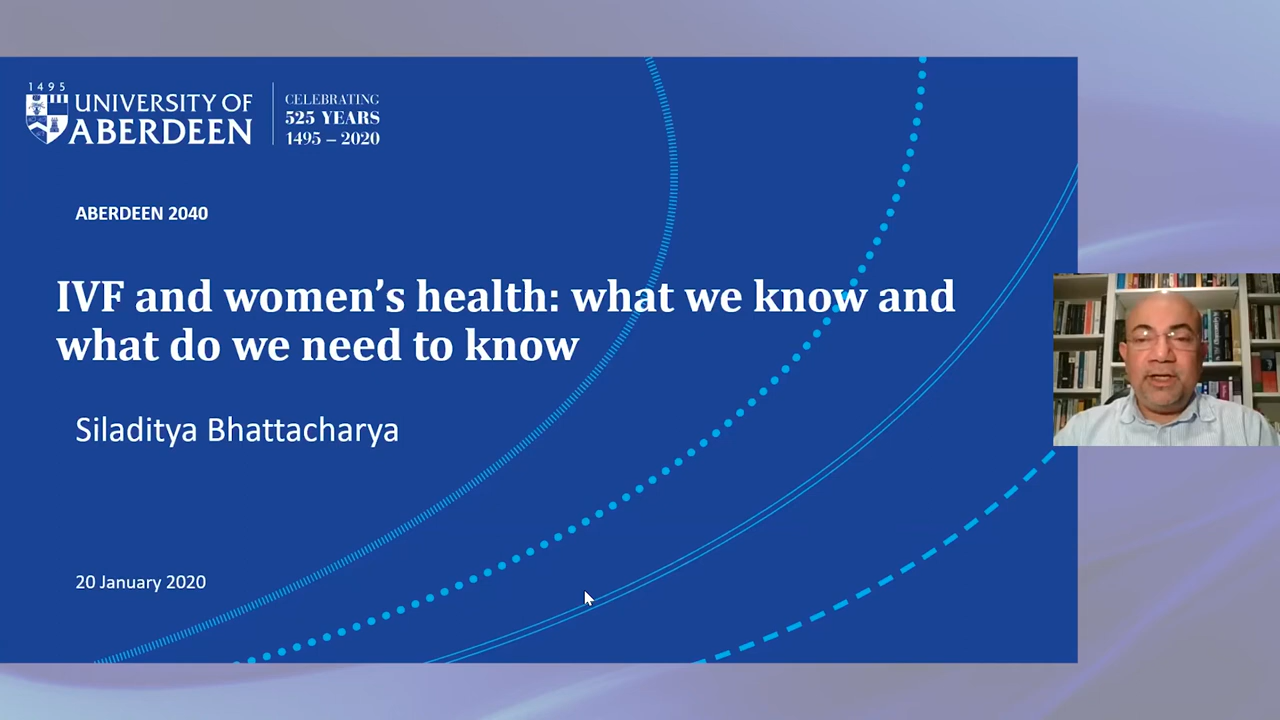 1495
UNIVERSITY OF
ABERDEEN
CELEBRATING
525 YEARS
1495 – 2020
ABERDEEN 2040
IVF and women’s health: what we know and
what do we need to know
Siladitya Bhattacharya
20 January 2020